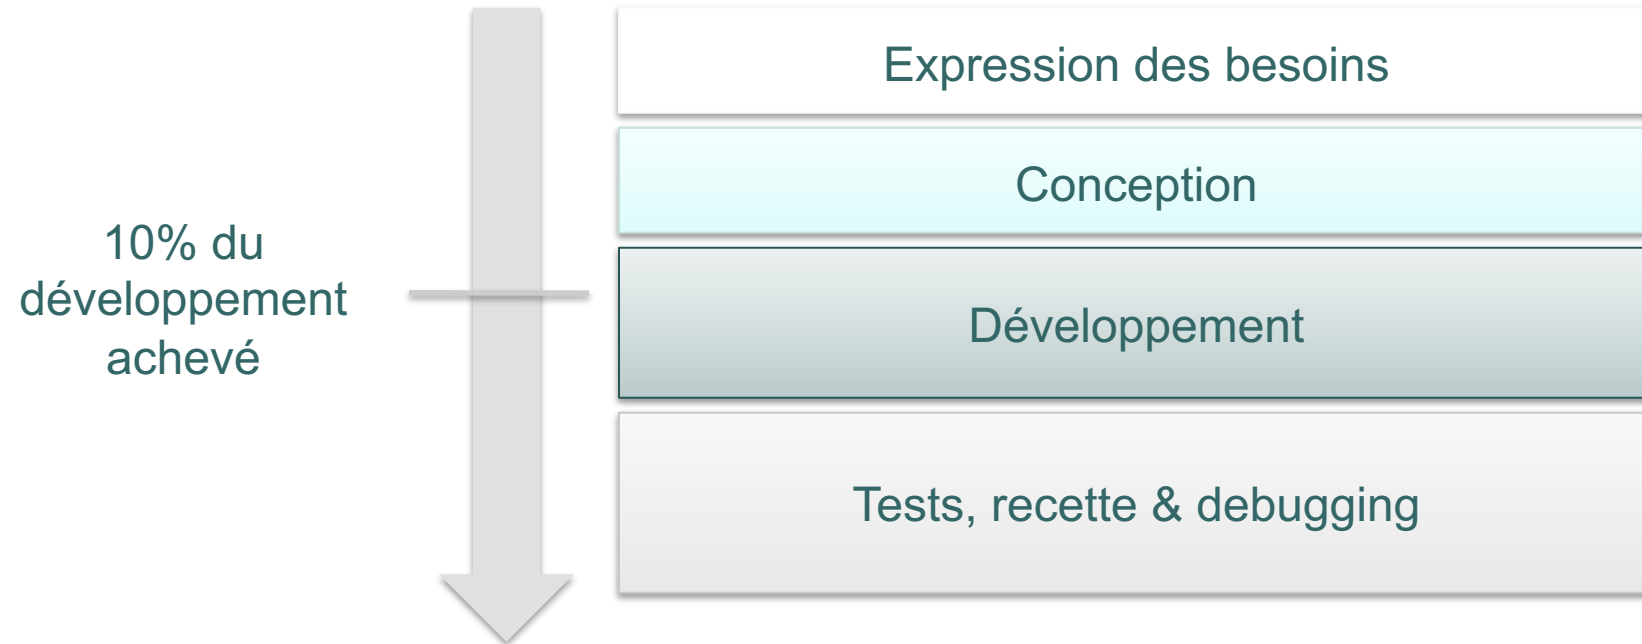 Expression des besoins
Conception
10% du
développement
achevé
Développement
Tests, recette & debugging